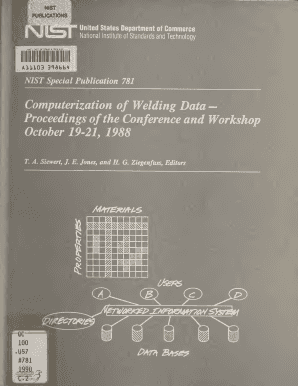 NIST
PUBLICATIONS
NIST
United States Department of Commerce
National Institute of Standards and Technology
NIST Special Publication 781
Computerization of Welding Data—
Proceedings of the Conference and Workshop
October 19-21, 1988
T. A. Siewert, J. E. Jones, and H. G. Ziegenfuss, Editors
MATERIALS
PROPERTIES
USERS
A B C D
NETWORKED INFORMATION SYSTEM
DIRECTORIES
DATA BASES
QC
100
.U57
#781
1990